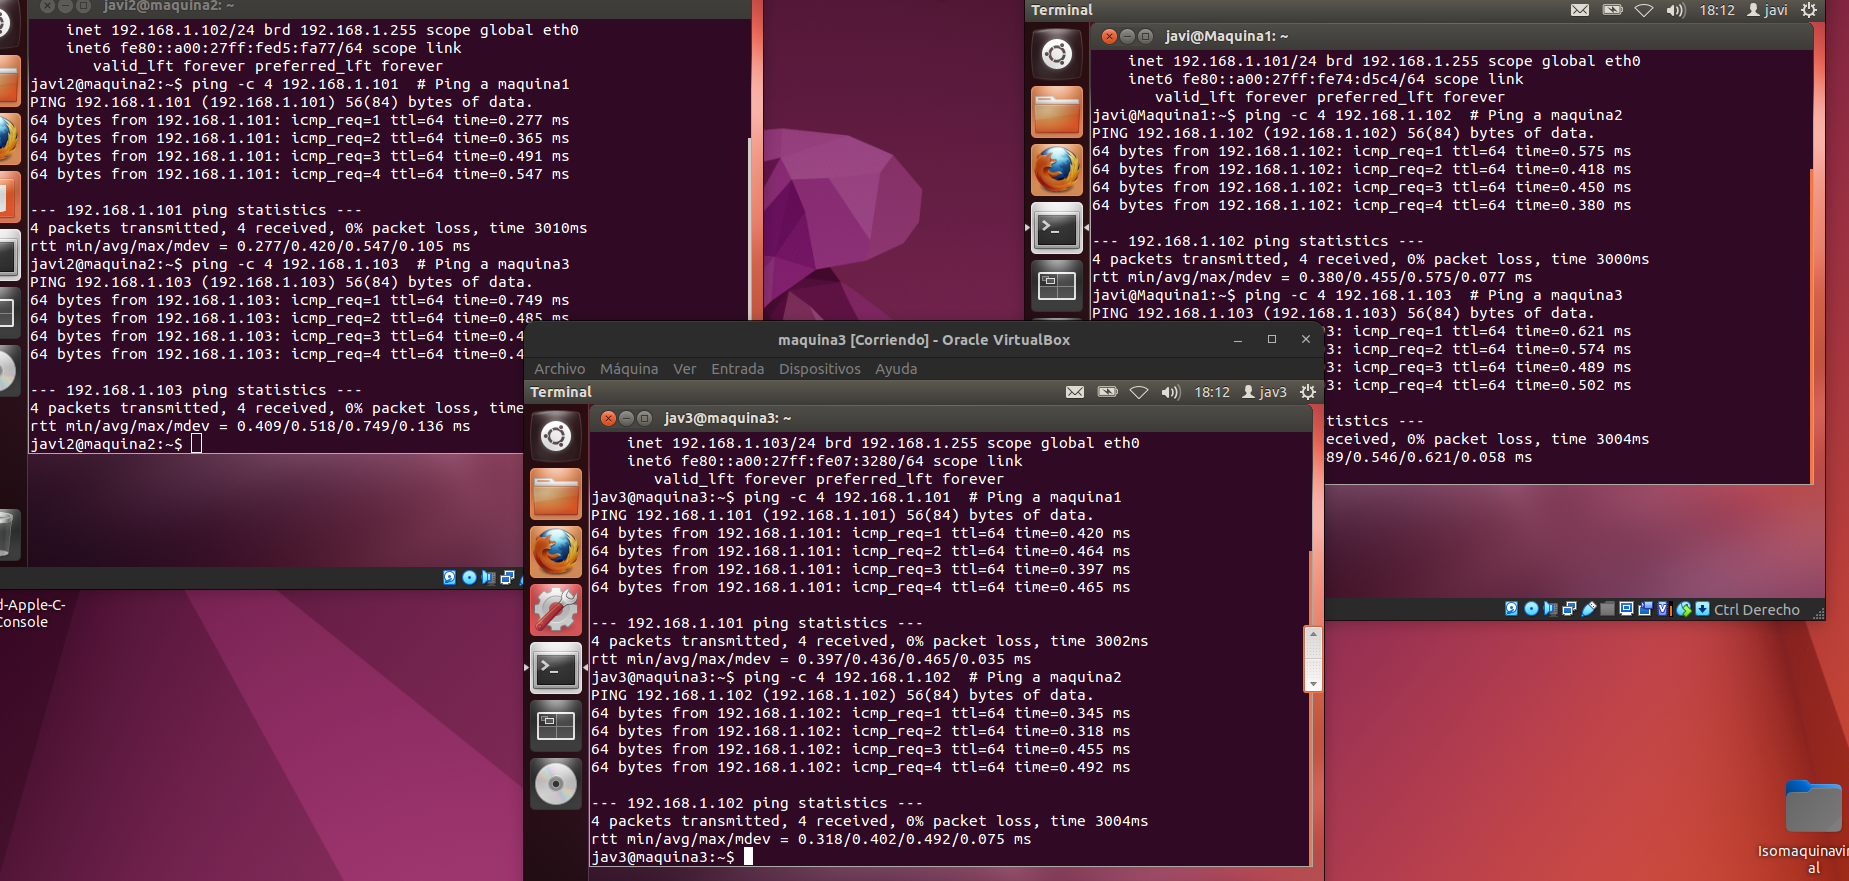 javi2@maquina2: ~
inet 192.168.1.102/24 brd 192.168.1.255 scope global eth0
inet6 fe80::a00:27ff:fed5:fa77/64 scope link
valid_lft forever preferred_lft forever
javi2@maquina2:~$ ping -c 4 192.168.1.101  # Ping a maquina1
PING 192.168.1.101 (192.168.1.101) 56(84) bytes of data.
64 bytes from 192.168.1.101: icmp_req=1 ttl=64 time=0.277 ms
64 bytes from 192.168.1.101: icmp_req=2 ttl=64 time=0.365 ms
64 bytes from 192.168.1.101: icmp_req=3 ttl=64 time=0.491 ms
64 bytes from 192.168.1.101: icmp_req=4 ttl=64 time=0.547 ms
--- 192.168.1.101 ping statistics ---
4 packets transmitted, 4 received, 0% packet loss, time 3010ms
rtt min/avg/max/mdev = 0.277/0.420/0.547/0.105 ms
javi2@maquina2:~$ ping -c 4 192.168.1.103  # Ping a maquina3
PING 192.168.1.103 (192.168.1.103) 56(84) bytes of data.
64 bytes from 192.168.1.103: icmp_req=1 ttl=64 time=0.749 ms
64 bytes from 192.168.1.103: icmp_req=2 ttl=64 time=0.485 ms
64 bytes from 192.168.1.103: icmp_req=3 ttl=64 time=0.4
64 bytes from 192.168.1.103: icmp_req=4 ttl=64 time=0.4
--- 192.168.1.103 ping statistics ---
4 packets transmitted, 4 received, 0% packet loss, time
rtt min/avg/max/mdev = 0.409/0.518/0.749/0.136 ms
javi2@maquina2:~$
Terminal 18:12 javi
javi@Maquina1: ~
inet 192.168.1.101/24 brd 192.168.1.255 scope global eth0
inet6 fe80::a00:27ff:fe74:d5c4/64 scope link
valid_lft forever preferred_lft forever
javi@Maquina1:~$ ping -c 4 192.168.1.102  # Ping a maquina2
PING 192.168.1.102 (192.168.1.102) 56(84) bytes of data.
64 bytes from 192.168.1.102: icmp_req=1 ttl=64 time=0.575 ms
64 bytes from 192.168.1.102: icmp_req=2 ttl=64 time=0.418 ms
64 bytes from 192.168.1.102: icmp_req=3 ttl=64 time=0.450 ms
64 bytes from 192.168.1.102: icmp_req=4 ttl=64 time=0.380 ms
--- 192.168.1.102 ping statistics ---
4 packets transmitted, 4 received, 0% packet loss, time 3000ms
rtt min/avg/max/mdev = 0.380/0.455/0.575/0.077 ms
javi@Maquina1:~$ ping -c 4 192.168.1.103  # Ping a maquina3
PING 192.168.1.103 (192.168.1.103) 56(84) bytes of data.
3: icmp_req=1 ttl=64 time=0.621 ms
3: icmp_req=2 ttl=64 time=0.574 ms
3: icmp_req=3 ttl=64 time=0.489 ms
3: icmp_req=4 ttl=64 time=0.502 ms
tistics ---
eceived, 0% packet loss, time 3004ms
89/0.546/0.621/0.058 ms
Ctrl Derecho
maquina3 [Corriendo] - Oracle VirtualBox
Archivo Máquina Ver Entrada Dispositivos Ayuda
Terminal 18:12 jav3
jav3@maquina3: ~
inet 192.168.1.103/24 brd 192.168.1.255 scope global eth0
inet6 fe80::a00:27ff:fe07:3280/64 scope link
valid_lft forever preferred_lft forever
jav3@maquina3:~$ ping -c 4 192.168.1.101  # Ping a maquina1
PING 192.168.1.101 (192.168.1.101) 56(84) bytes of data.
64 bytes from 192.168.1.101: icmp_req=1 ttl=64 time=0.420 ms
64 bytes from 192.168.1.101: icmp_req=2 ttl=64 time=0.464 ms
64 bytes from 192.168.1.101: icmp_req=3 ttl=64 time=0.397 ms
64 bytes from 192.168.1.101: icmp_req=4 ttl=64 time=0.465 ms
--- 192.168.1.101 ping statistics ---
4 packets transmitted, 4 received, 0% packet loss, time 3002ms
rtt min/avg/max/mdev = 0.397/0.436/0.465/0.035 ms
jav3@maquina3:~$ ping -c 4 192.168.1.102  # Ping a maquina2
PING 192.168.1.102 (192.168.1.102) 56(84) bytes of data.
64 bytes from 192.168.1.102: icmp_req=1 ttl=64 time=0.345 ms
64 bytes from 192.168.1.102: icmp_req=2 ttl=64 time=0.318 ms
64 bytes from 192.168.1.102: icmp_req=3 ttl=64 time=0.455 ms
64 bytes from 192.168.1.102: icmp_req=4 ttl=64 time=0.492 ms
--- 192.168.1.102 ping statistics ---
4 packets transmitted, 4 received, 0% packet loss, time 3004ms
rtt min/avg/max/mdev = 0.318/0.402/0.492/0.075 ms
jav3@maquina3:~$
d-Apple-C-
Console
Isomaquinavir
al